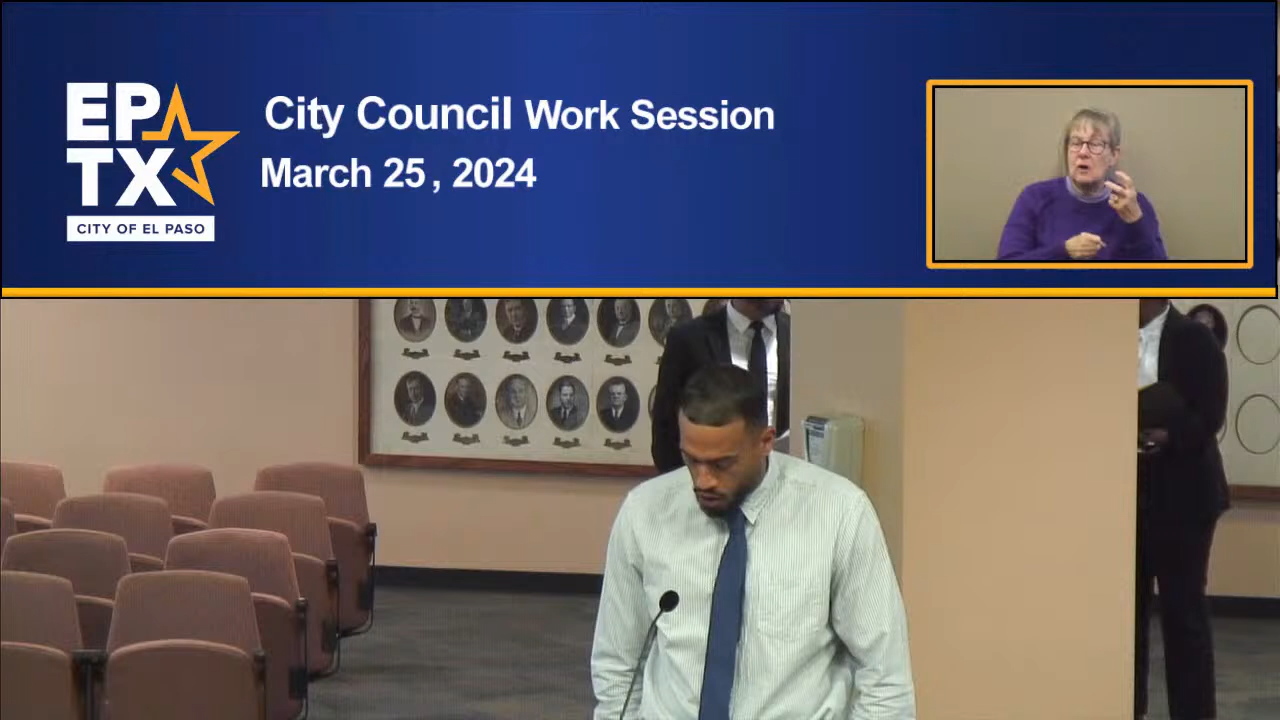 EP
TX
CITY OF EL PASO
City Council Work Session
March 25, 2024